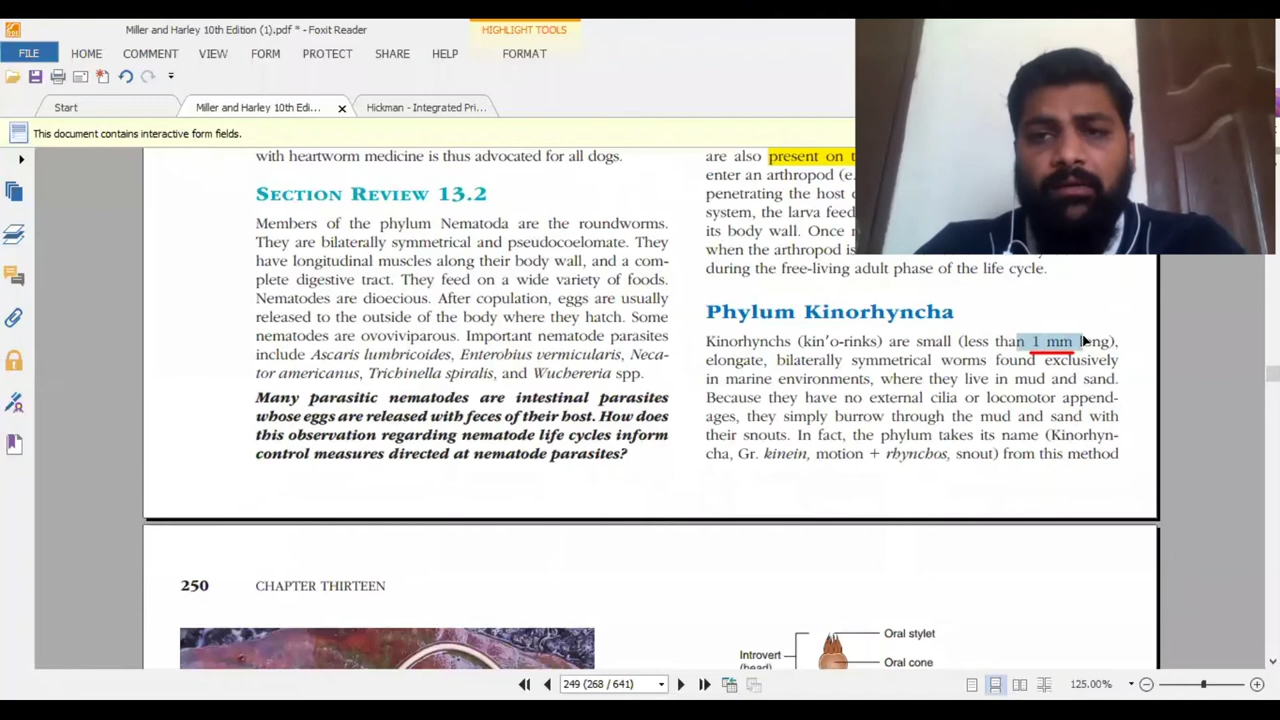 Miller and Harley 10th Edition (1).pdf * - Foxit Reader
HIGHLIGHT TOOLS
FILE
HOME
COMMENT
VIEW
FORM
PROTECT
SHARE
HELP
FORMAT
Start
Miller and Harley 10th Edi...
Hickman - Integrated Pri...
This document contains interactive form fields.
with heartworm medicine is thus advocated for all dogs.
SECTION REVIEW 13.2
Members of the phylum Nematoda are the roundworms.
They are bilaterally symmetrical and pseudocoelomate. They
have longitudinal muscles along their body wall, and a com-
plete digestive tract. They feed on a wide variety of foods.
Nematodes are dioecious. After copulation, eggs are usually
released to the outside of the body where they hatch. Some
nematodes are ovoviviparous. Important nematode parasites
include Ascaris lumbricoides, Enterobius vermicularis, Neca-
tor americanus, Trichinella spiralis, and Wuchereria spp.
Many parasitic nematodes are intestinal parasites
whose eggs are released with feces of their host. How does
this observation regarding nematode life cycles inform
control measures directed at nematode parasites?
are also present on
enter an arthropod (e.
penetrating the host
system, the larva feed
its body wall. Once
when the arthropod is
during the free-living adult phase of the life cycle.
Phylum Kinorhyncha
Kinorhynchs (kin'o-rinks) are small (less than 1 mm long),
elongate, bilaterally symmetrical worms found exclusively
in marine environments, where they live in mud and sand.
Because they have no external cilia or locomotor append-
ages, they simply burrow through the mud and sand with
their snouts. In fact, the phylum takes its name (Kinorhyn-
cha, Gr. kinein, motion + rhynchos, snout) from this method
250
CHAPTER THIRTEEN
Oral stylet
Introvert
(head)
Oral cone
249 (268 / 641)
125.00%